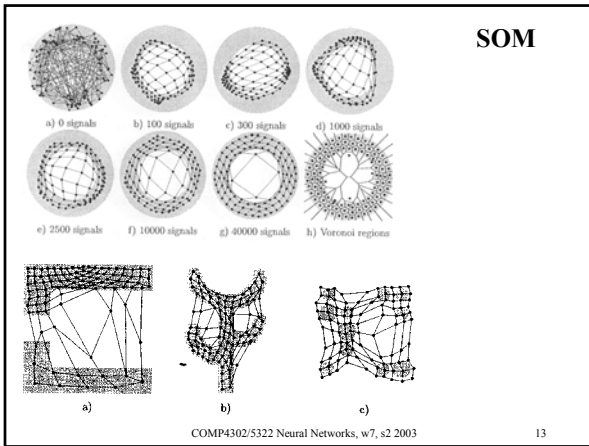 SOM
a) 0 signals
b) 100 signals
c) 300 signals
d) 1000 signals
e) 2500 signals
f) 10000 signals
g) 40000 signals
h) Voronoi regions
a)
b)
c)
COMP4302/5322 Neural Networks, w7, s2 2003
13